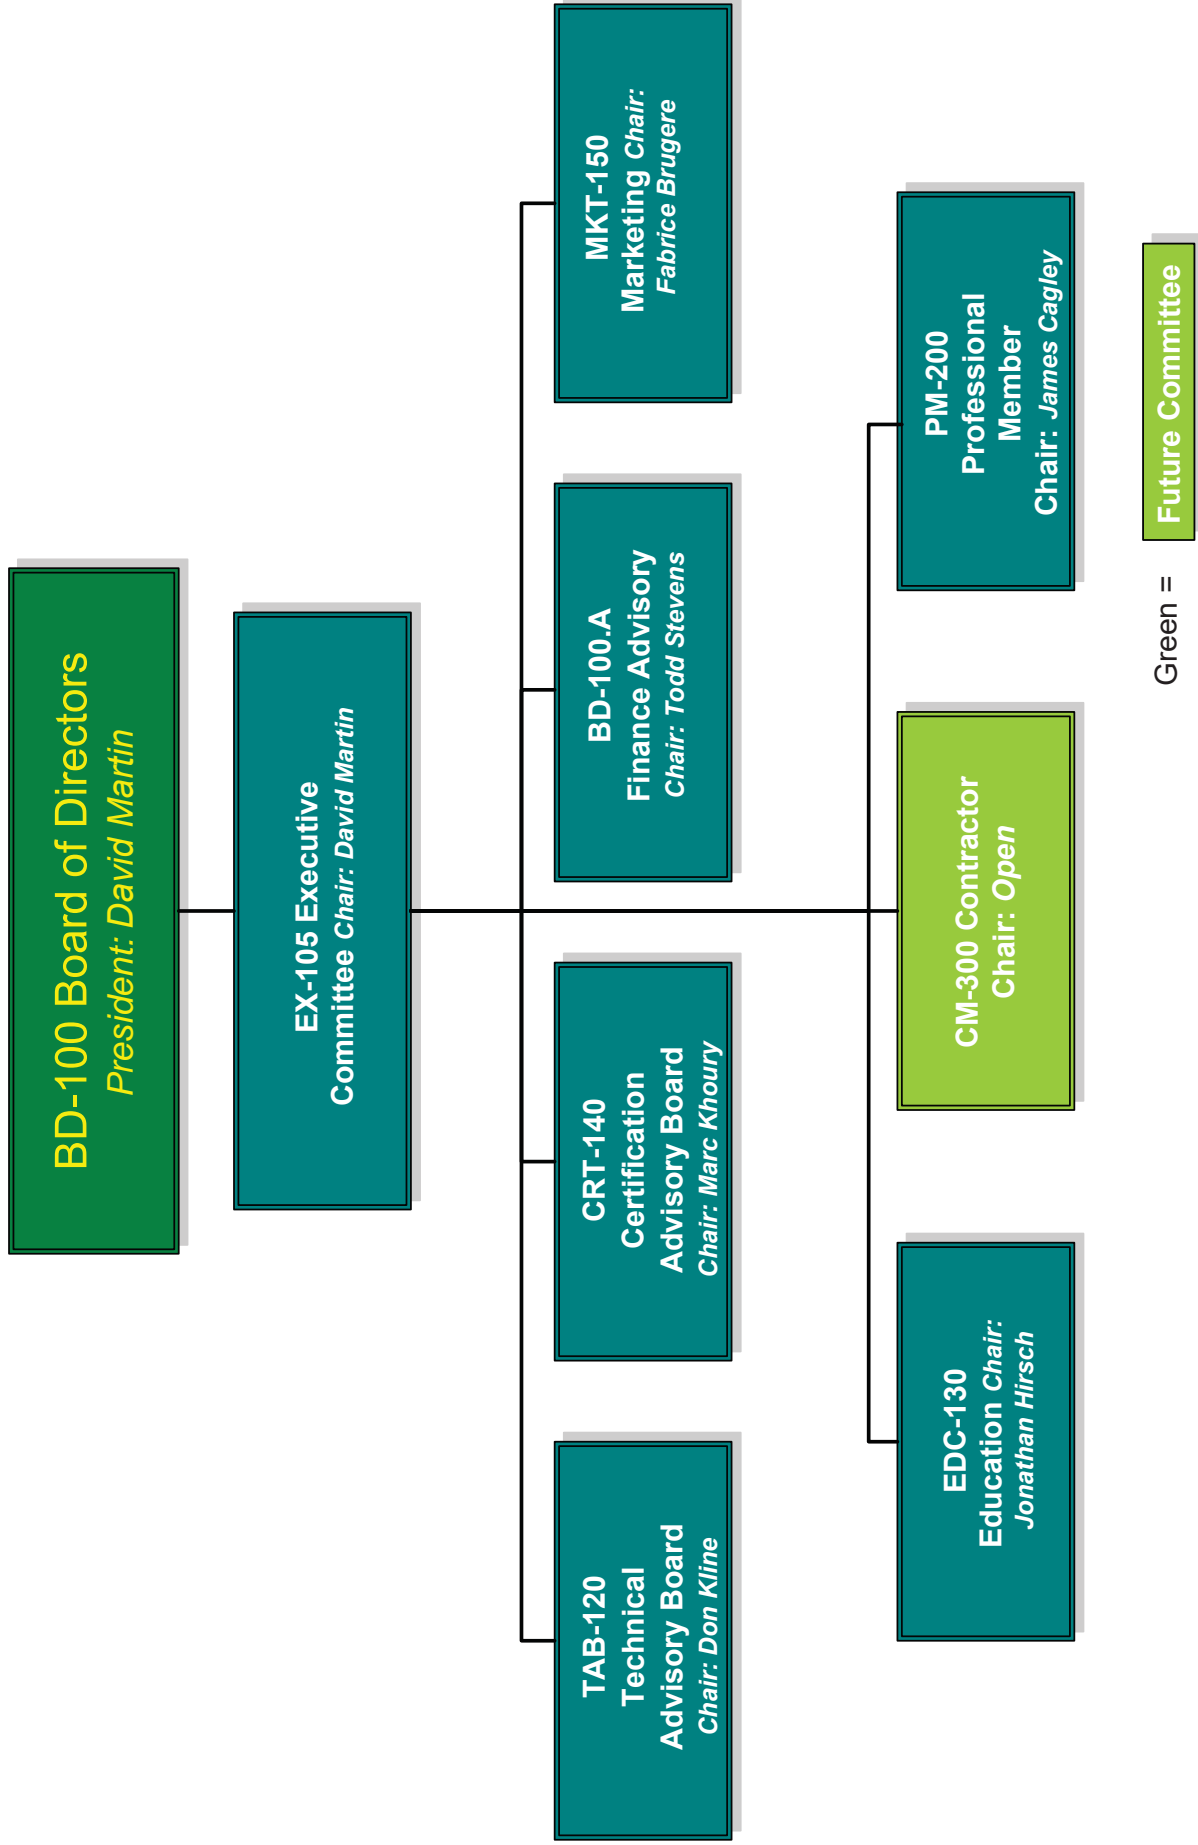 BD-100 Board of Directors
President: David Martin
EX-105 Executive
Committee Chair: David Martin
TAB-120
Technical
Advisory Board
Chair: Don Kline
CRT-140
Certification
Advisory Board
Chair: Marc Khoury
BD-100.A
Finance Advisory
Chair: Todd Stevens
MKT-150
Marketing Chair:
Fabrice Brugere
EDC-130
Education Chair:
Jonathan Hirsch
CM-300 Contractor
Chair: Open
PM-200
Professional
Member
Chair: James Cagley
Green =
Future Committee